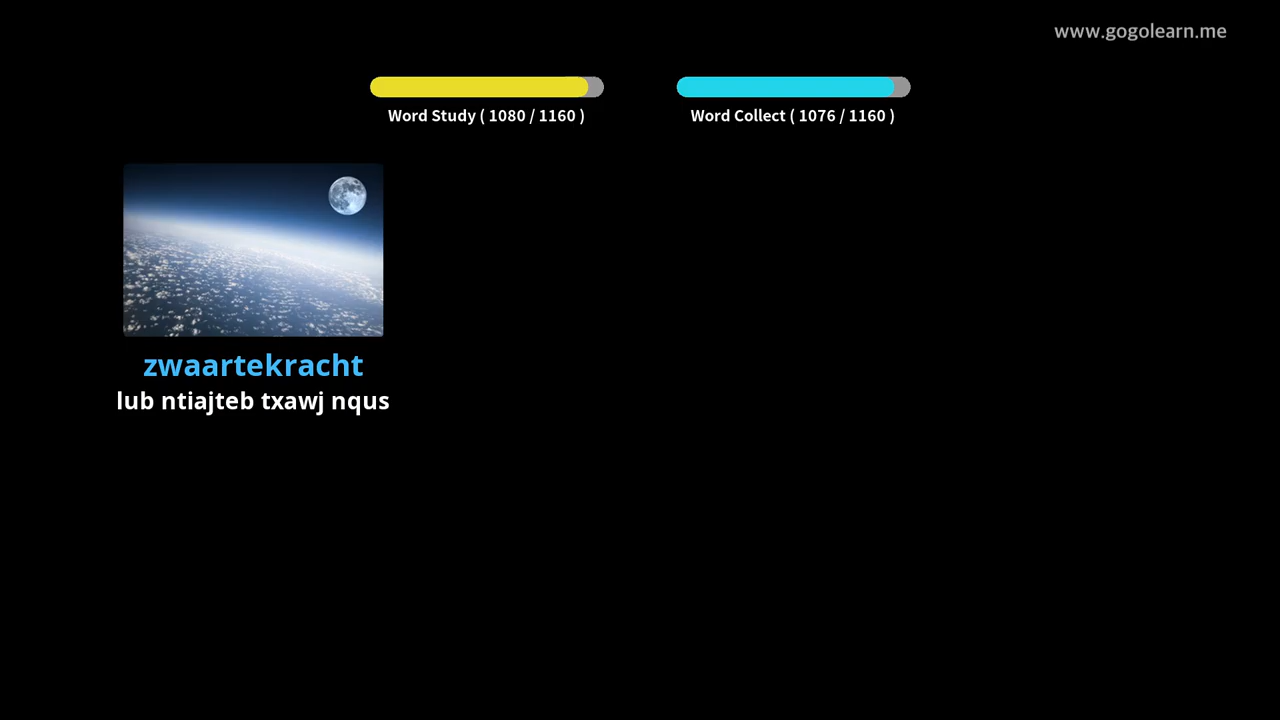 www.gogolearn.me
Word Study ( 1080 / 1160 )
Word Collect ( 1076 / 1160 )
zwaartekracht
lub ntiajteb txawj nqus